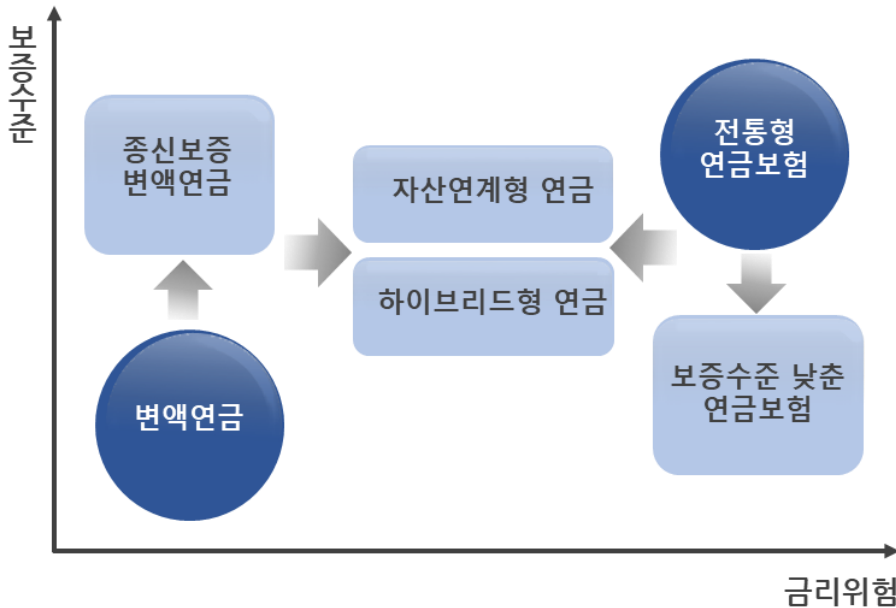 보증수준
종신보증
변액연금
자산연계형 연금
하이브리드형 연금
전통형
연금보험
변액연금
보증수준 낮춘
연금보험
금리위험